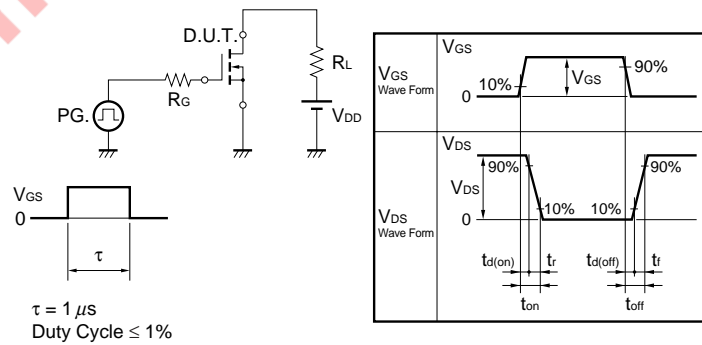 D.U.T.
RL
RG
PG.
VDD
VGS
0
τ
τ = 1 μs
Duty Cycle ≤ 1%
VGS
Wave Form
VGS
10%
0
VGS
90%
VDS
Wave Form
VDS
90%
VDS
0
10%
10%
90%
td(on)
tr
td(off)
tf
ton
toff